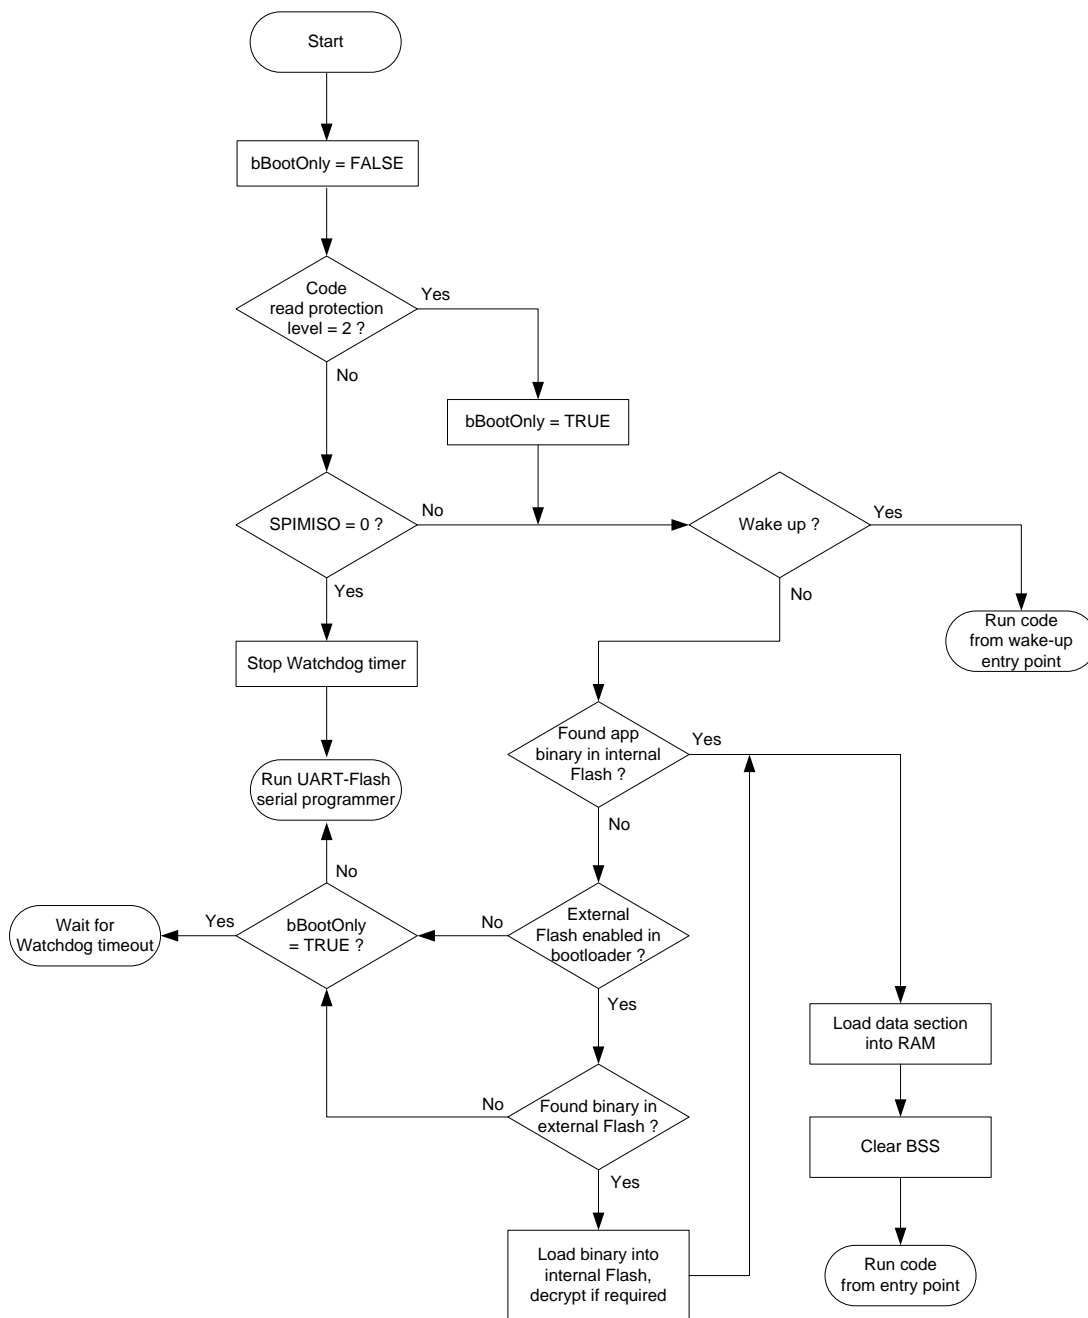 Start
bBootOnly = FALSE
Code
read protection
level = 2 ?
Yes
No
bBootOnly = TRUE
SPIMISO = 0 ?
No
Yes
Wake up ?
Yes
No
Run code
from wake-up
entry point
Stop Watchdog timer
Run UART-Flash
serial programmer
Found app
binary in internal
Flash ?
Yes
No
External
Flash enabled in
bootloader ?
No
Yes
bBootOnly
= TRUE ?
No
Yes
Wait for
Watchdog timeout
Found binary in
external Flash ?
No
Yes
Load binary into
internal Flash,
decrypt if required
Load data section
into RAM
Clear BSS
Run code
from entry point